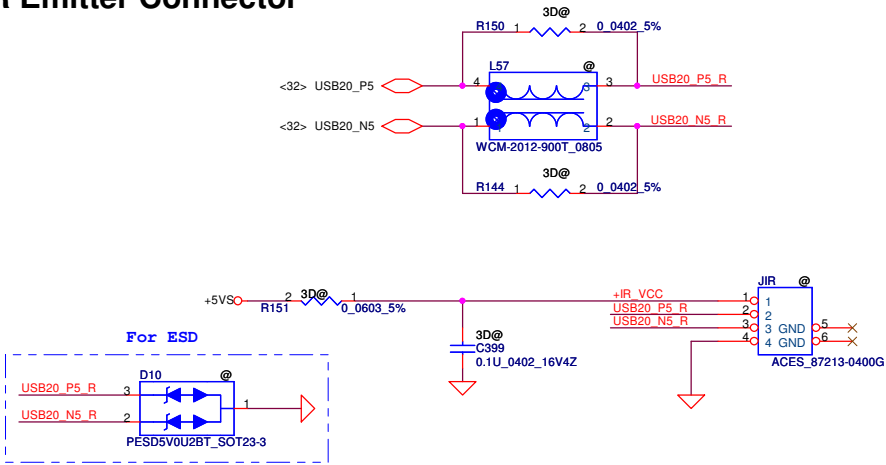 R Emitter Connector
3D@
R150 1 2 0_0402_5%
L57 @
<32> USB20_P5 4 3 3 USB20_P5_R
<32> USB20_N5 1 2 2 USB20_N5_R
WCM-2012-900T_0805
3D@
R144 1 2 0_0402_5%
JIR @
+5VS 2 3D@ 1 +IR_VCC 1 1
R151 0_0603_5% USB20_P5_R 2 2
USB20_N5_R 3 3 GND 5
4 4 GND 6
ACES_87213-0400G
For ESD
3D@
C399
0.1U_0402_16V4Z
D10 @
USB20_P5_R 3
1
USB20_N5_R 2
PESD5V0U2BT_SOT23-3